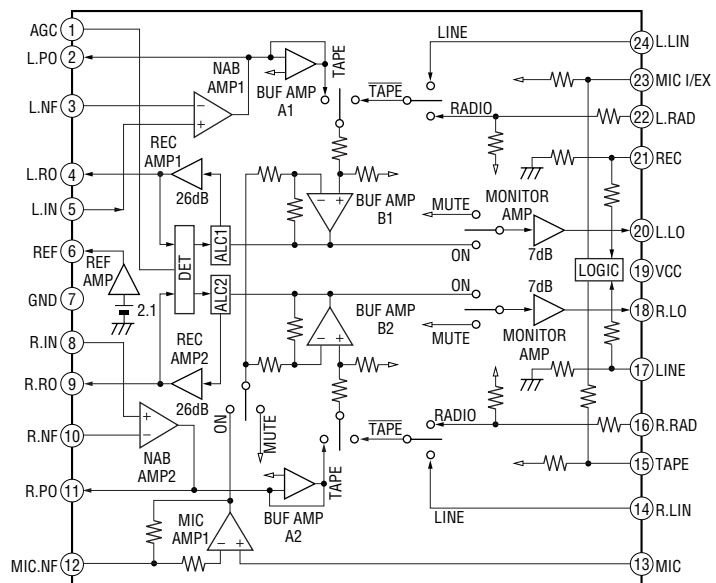 AGC 1
L.PO 2
L.NF 3
L.RO 4
L.IN 5
REF 6
GND 7
R.IN 8
R.RO 9
R.NF 10
R.PO 11
MIC.NF 12
24 L.LIN
23 MIC I/EX
22 L.RAD
21 REC
20 L.LO
19 VCC
18 R.LO
17 LINE
16 R.RAD
15 TAPE
14 R.LIN
13 MIC
NAB
AMP1
BUF AMP
A1
TAPE
TAPE
LINE
RADIO
REC
AMP1
26dB
DET
ALC1
ALC2
REF
AMP
2.1
BUF AMP
B1
MUTE
ON
MONITOR
AMP
7dB
LOGIC
BUF AMP
B2
ON
MUTE
7dB
MONITOR
AMP
REC
AMP2
26dB
ON
MUTE
NAB
AMP2
BUF AMP
A2
TAPE
TAPE
RADIO
LINE
MIC
AMP1
− +
− +
− +
+ −
− +